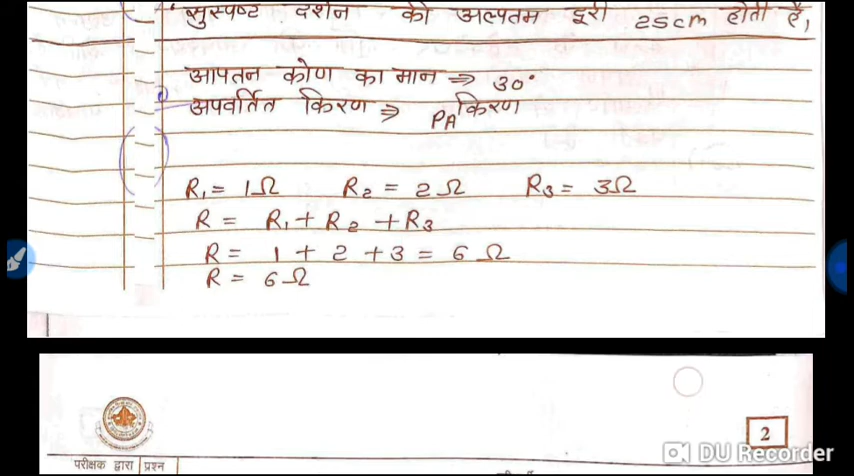 सुस्पष्ट दर्शन की अल्पतम दूरी 25cm होती है,
आपतन कोण का मान ⇒ 30°
अपवर्तित किरण ⇒ PA किरण
R₁ = 1Ω R₂ = 2Ω R₃ = 3Ω
R = R₁ + R₂ + R₃
R = 1 + 2 + 3 = 6 Ω
R = 6 Ω
2
DU Recorder
परीक्षक द्वारा प्रश्न